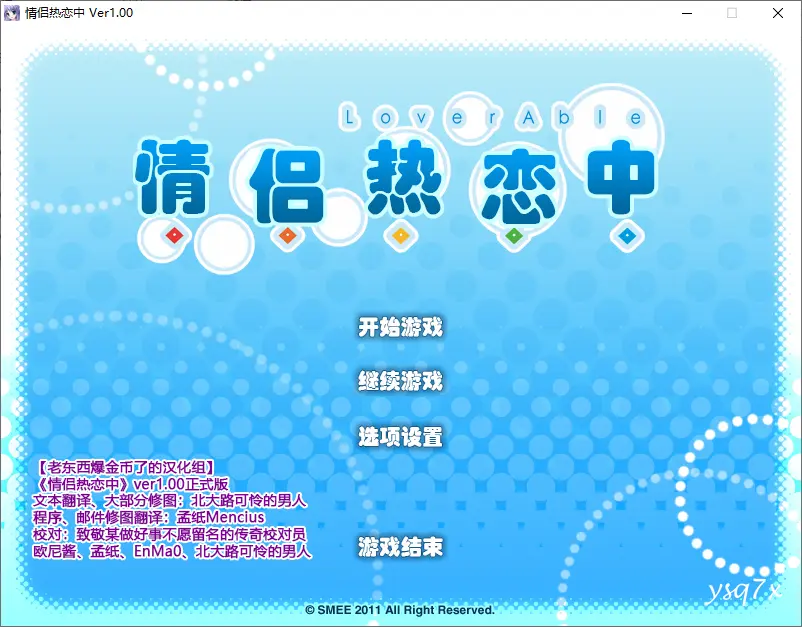 情侣热恋中 Ver1.00
LoverAble
情侣热恋中
开始游戏
继续游戏
选项设置
【老东西爆金币了的汉化组】
《情侣热恋中》ver1.00正式版
文本翻译、大部分修图：北大路可怜的男人
程序、邮件修图翻译：孟纸Mencius
校对：致敬某做好事不愿留名的传奇校对员
欧尼酱、孟纸、EnMa0、北大路可怜的男人
游戏结束
ysq7x
© SMEE 2011 All Right Reserved.